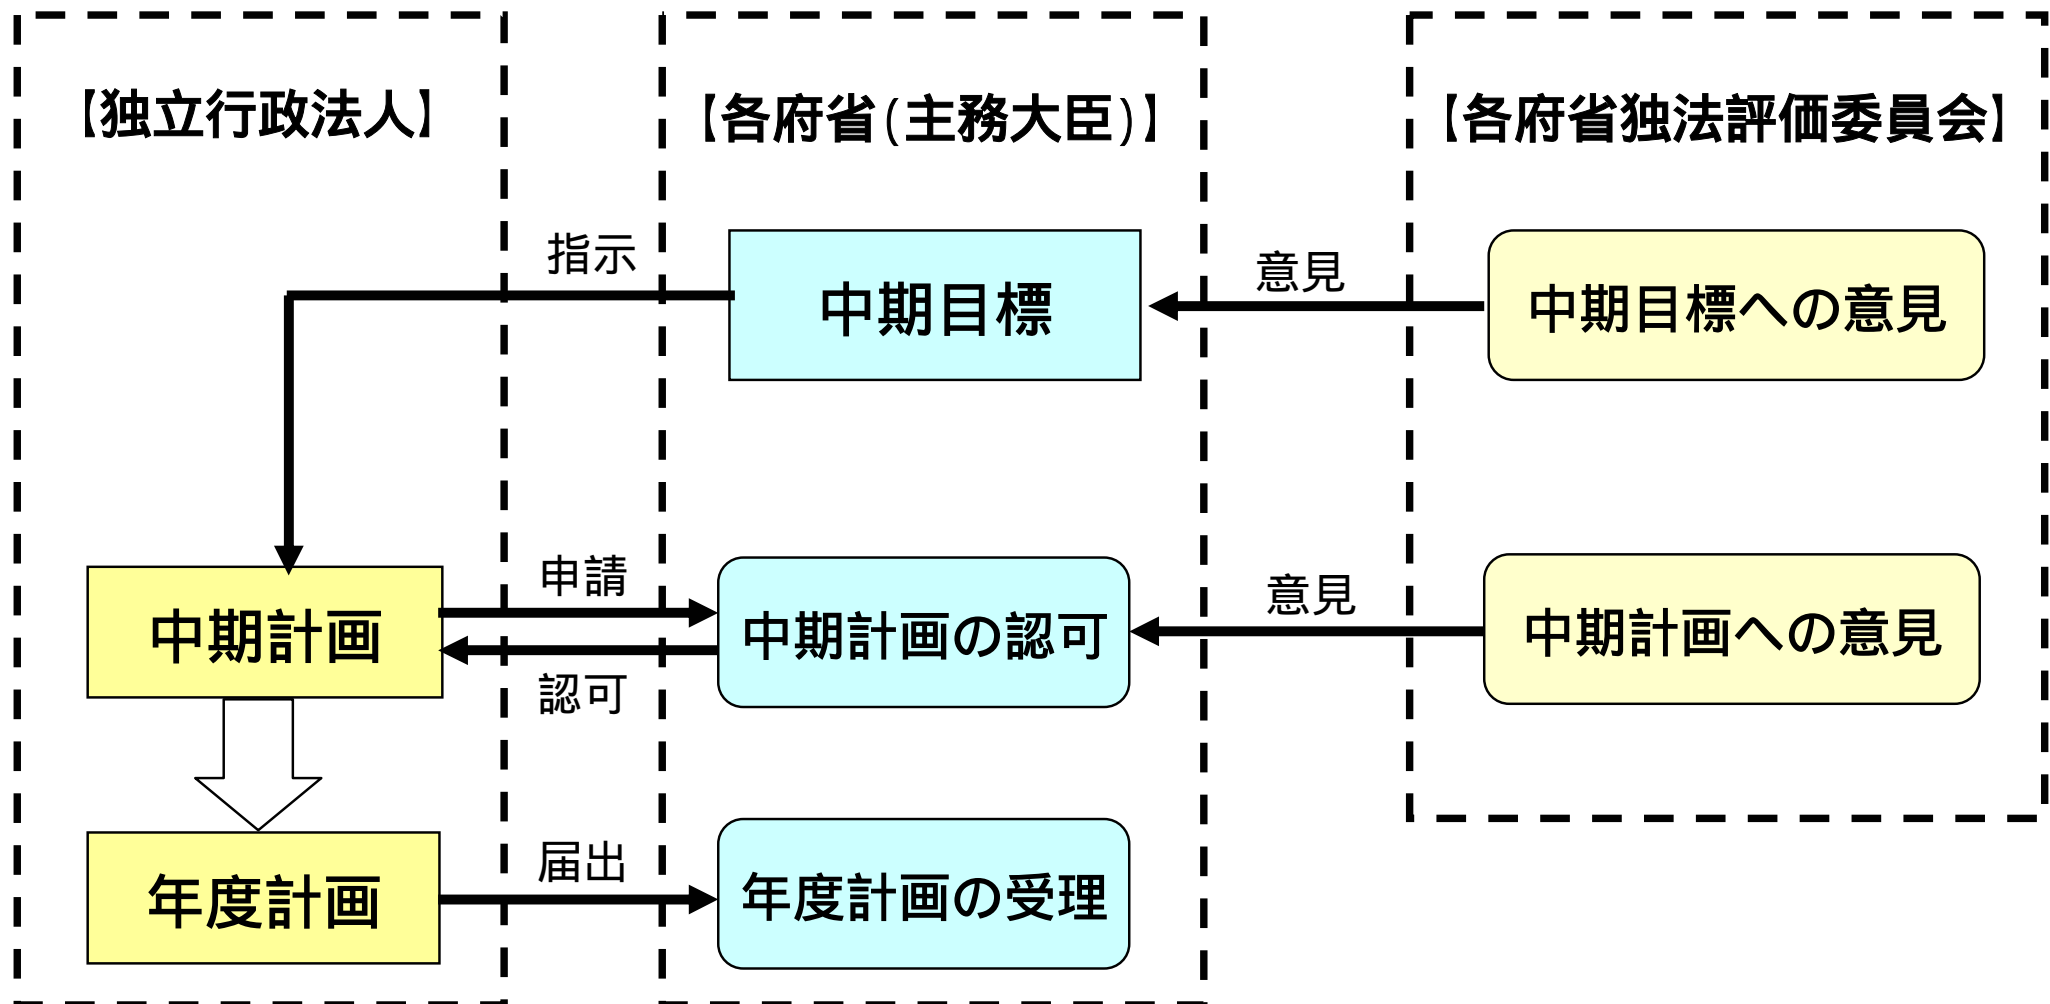 【独立行政法人】
【各府省(主務大臣)】
【各府省独法評価委員会】
指示
中期目標
意見
中期目標への意見
中期計画
申請
認可
中期計画の認可
意見
中期計画への意見
年度計画
届出
年度計画の受理